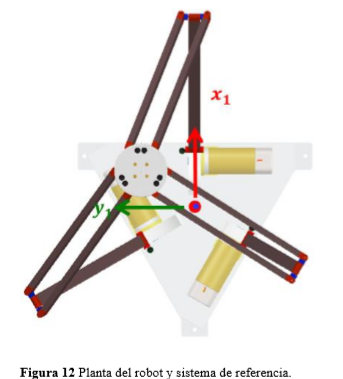 x₁
y₁
Figura 12 Planta del robot y sistema de referencia.